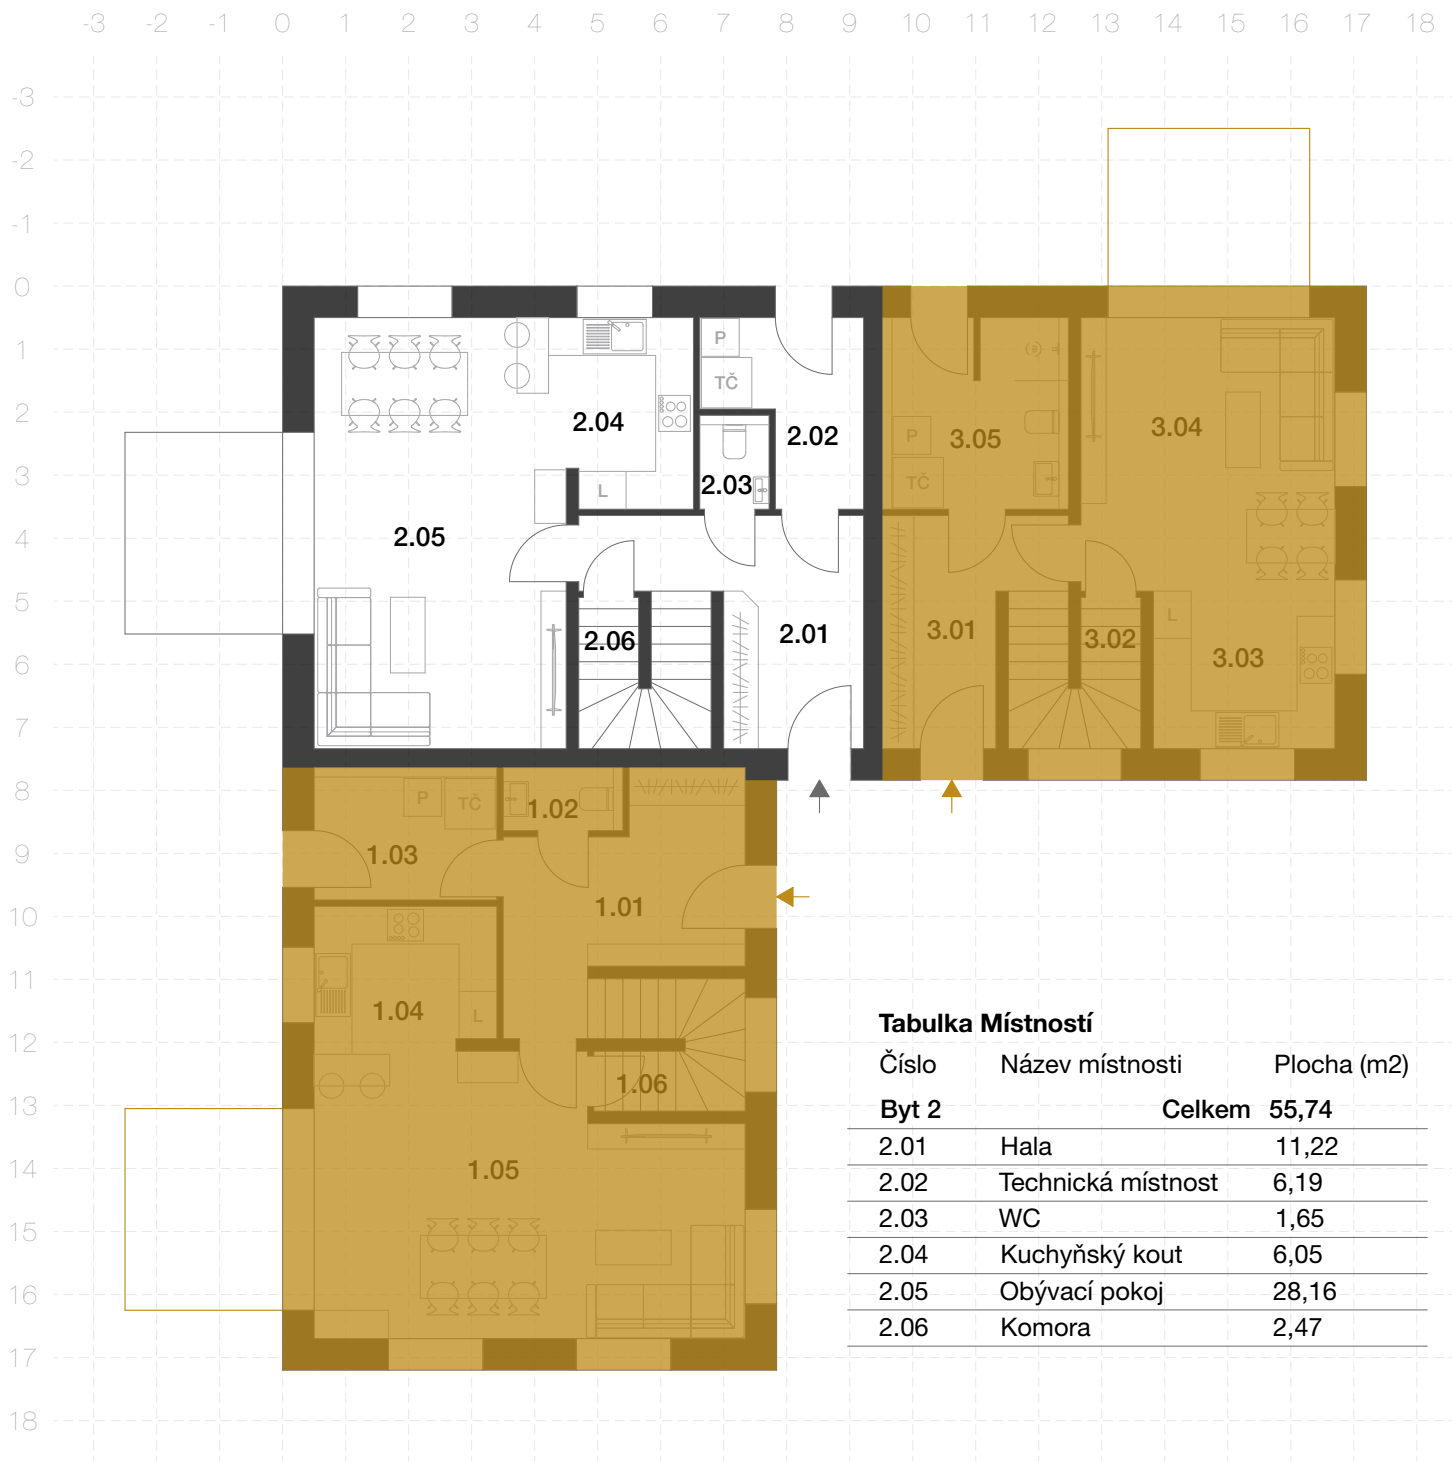 -3 -2 -1 0 1 2 3 4 5 6 7 8 9 10 11 12 13 14 15 16 17 18
-3
-2
-1
0
1
2
3
4
5
6
7
8
9
10
11
12
13
14
15
16
17
18
P
TČ
2.04
2.02
2.03
L
2.05
2.06
2.01
3.04
3.05
P
TČ
3.01
3.02
L
3.03
P
TČ
1.02
1.03
1.01
1.04
L
1.06
1.05
Tabulka Místností
Číslo Název místnosti Plocha (m2)
Byt 2 Celkem 55,74
2.01 Hala 11,22
2.02 Technická místnost 6,19
2.03 WC 1,65
2.04 Kuchyňský kout 6,05
2.05 Obývací pokoj 28,16
2.06 Komora 2,47